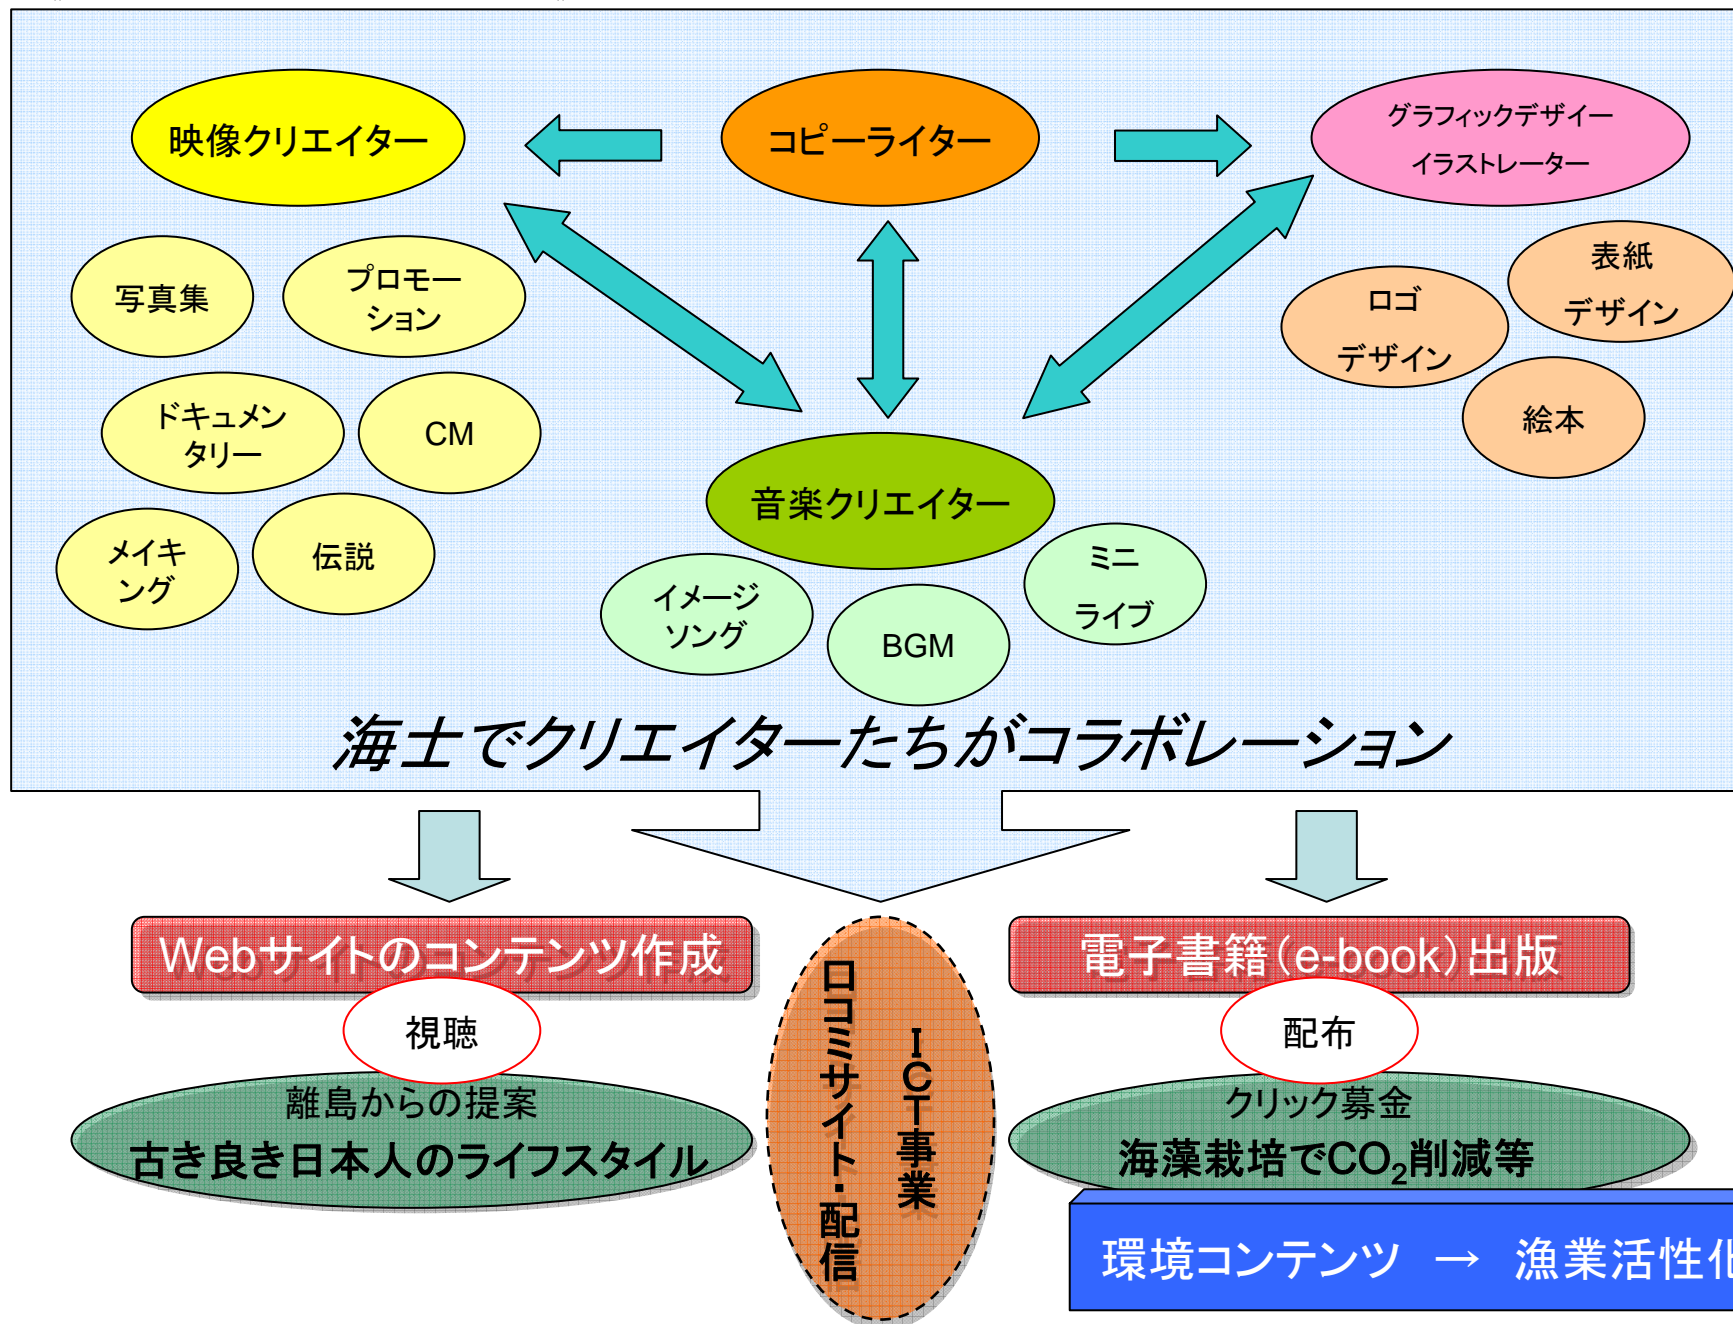 映像クリエイター
コピーライター
グラフィックデザイー
イラストレーター
写真集
プロモー
ション
ドキュメン
タリー
CM
メイキ
ング
伝説
ロゴ
デザイン
表紙
デザイン
絵本
音楽クリエイター
イメージ
ソング
BGM
ミニ
ライブ
海士でクリエイターたちがコラボレーション
Webサイトのコンテンツ作成
視聴
離島からの提案
古き良き日本人のライフスタイル
ICT事業
口コミサイト・配信
電子書籍（e-book）出版
配布
クリック募金
海藻栽培でCO₂削減等
環境コンテンツ → 漁業活性化